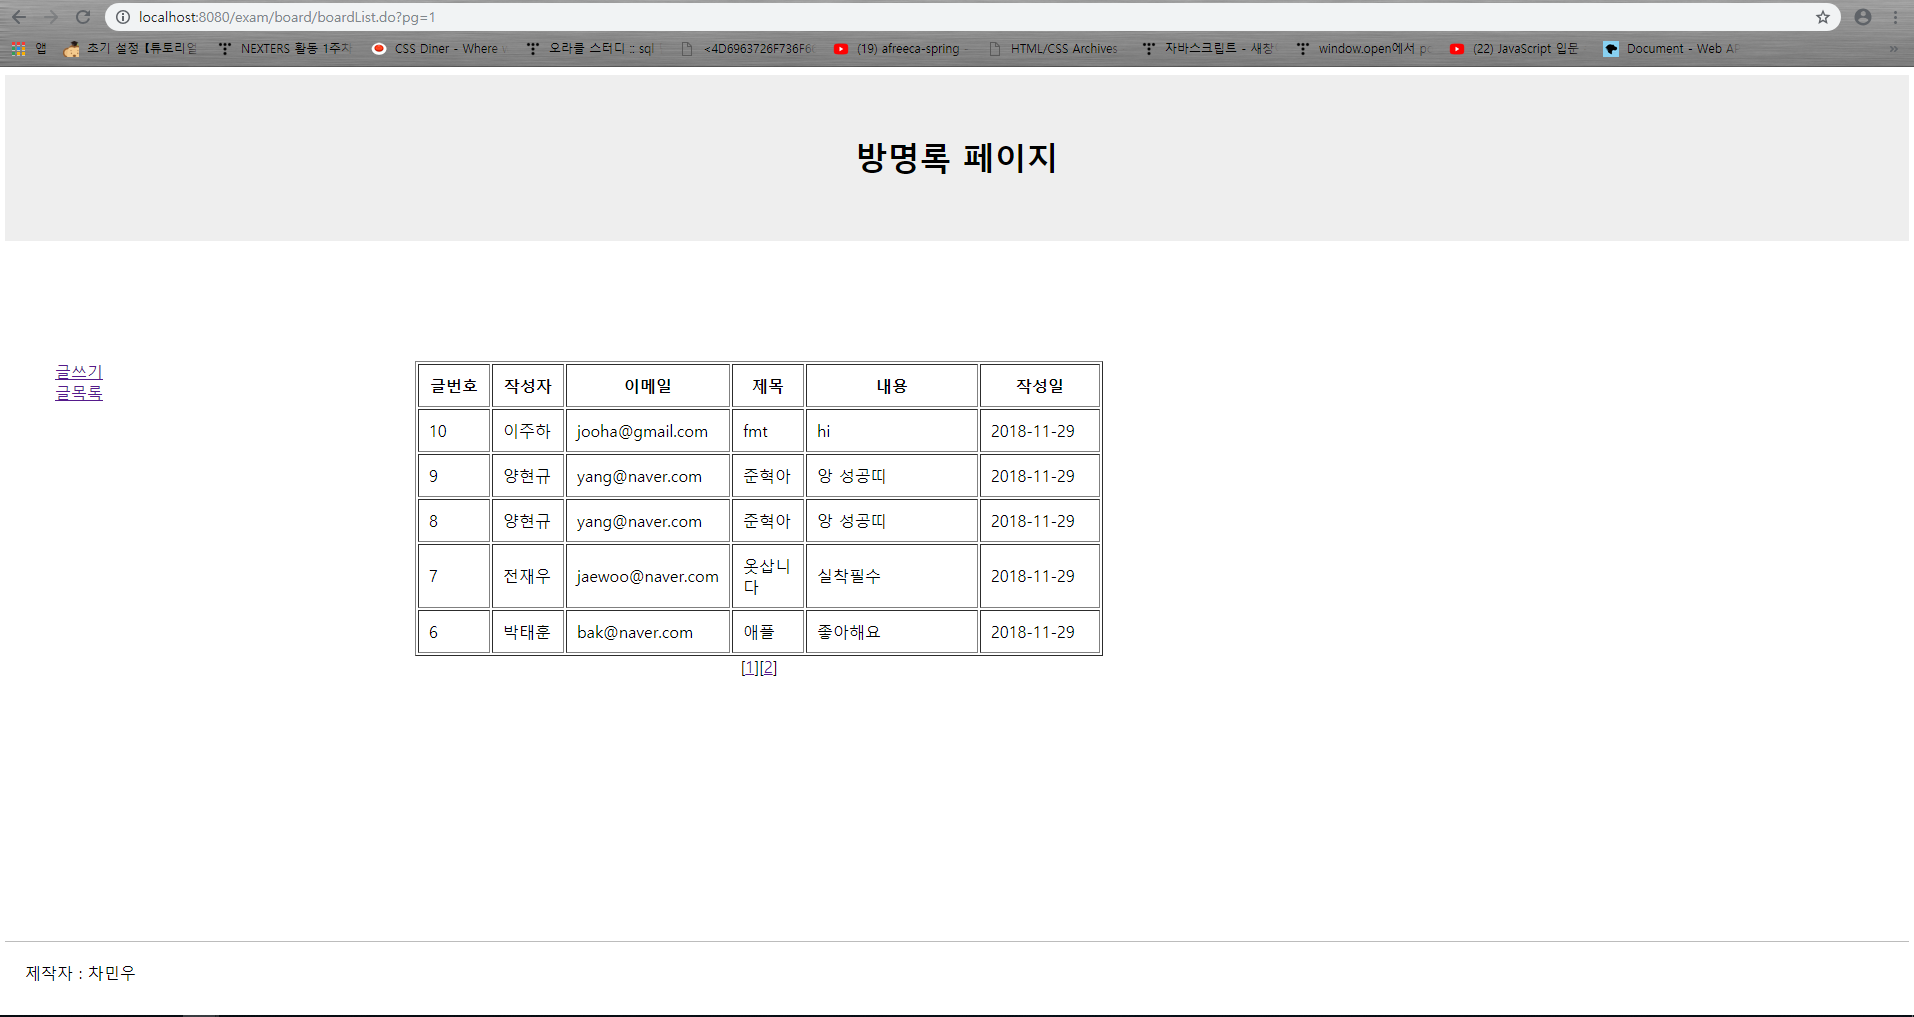 localhost:8080/exam/board/boardList.do?pg=1
앱 초기 설정 [튜토리얼 NEXTERS 활동 1주차 CSS Diner - Where 오라클 스터디 :: sql <4D6963726F736F6 (19) afreeca-spring - HTML/CSS Archives 자바스크립트 - 새창 window.open에서 po (22) JavaScript 입문 Document - Web AP »
방명록 페이지
글쓰기
글목록
글번호 작성자 이메일 제목 내용 작성일
10 이주하 jooha@gmail.com fmt hi 2018-11-29
9 양현규 yang@naver.com 준혁아 앙 성공띠 2018-11-29
8 양현규 yang@naver.com 준혁아 앙 성공띠 2018-11-29
7 전재우 jaewoo@naver.com 옷삽니다 실착필수 2018-11-29
6 박태훈 bak@naver.com 애플 좋아해요 2018-11-29
[1][2]
제작자 : 차민우